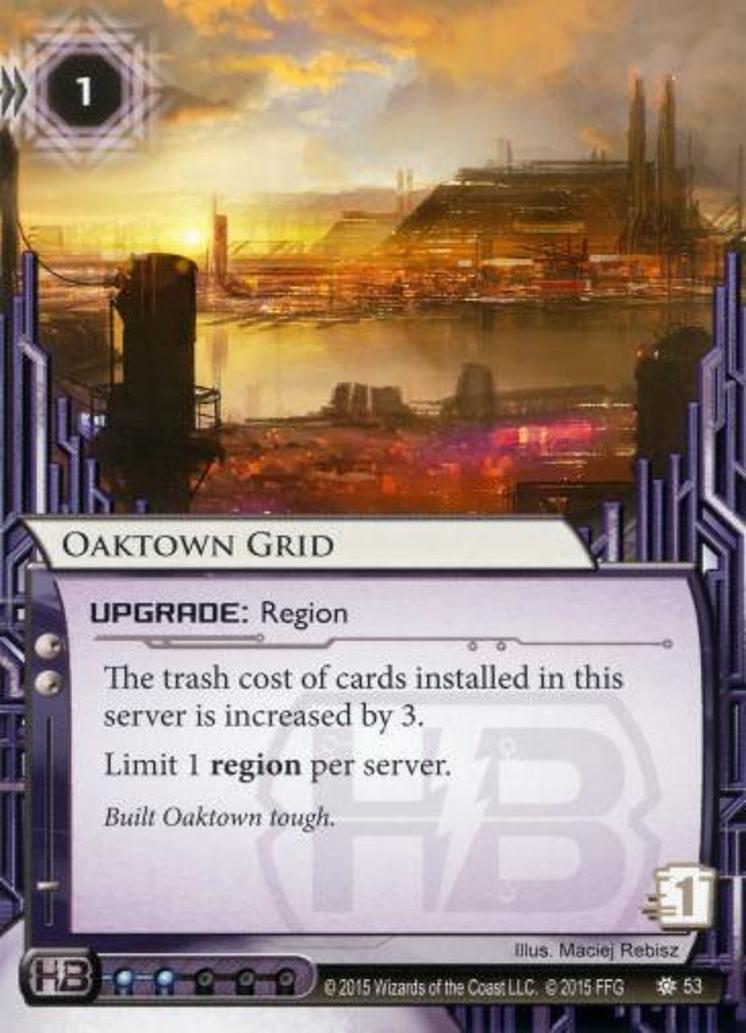 1
OAKTOWN GRID
UPGRADE: Region
The trash cost of cards installed in this
server is increased by 3.
Limit 1 region per server.
Built Oaktown tough.
HB
1
Illus. Maciej Rebisz
HB
© 2015 Wizards of the Coast LLC. © 2015 FFG 53